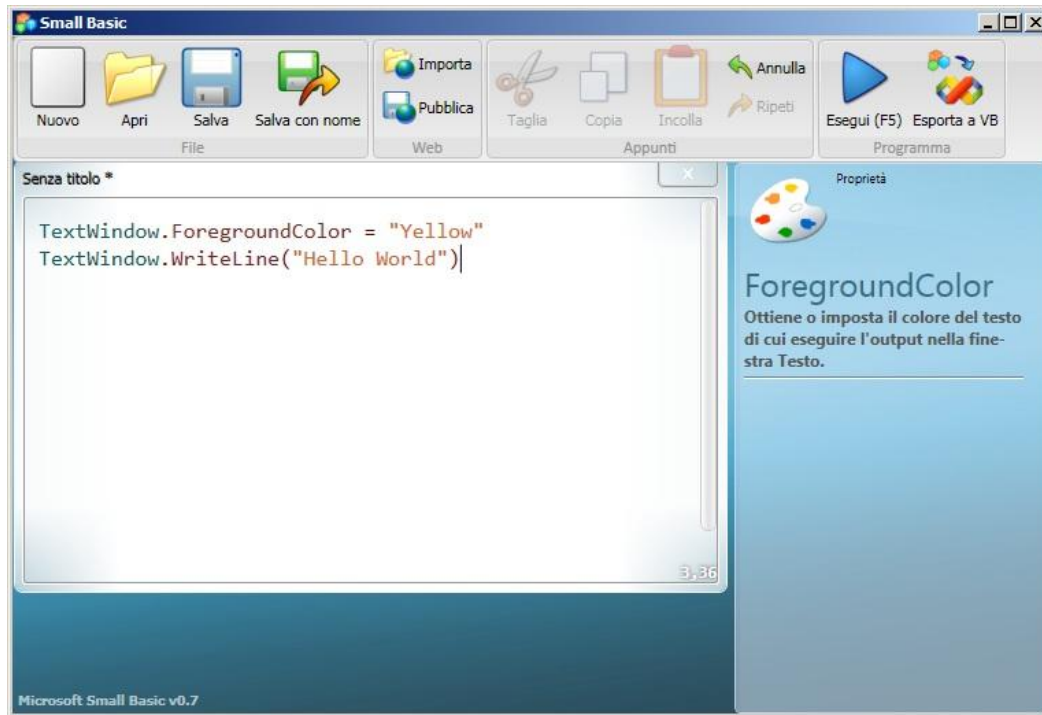 Small Basic
Nuovo
Apri
Salva
Salva con nome
File
Importa
Pubblica
Web
Taglia
Copia
Incolla
Annulla
Ripeti
Appunti
Esegui (F5)
Esporta a VB
Programma
Senza titolo *
TextWindow.ForegroundColor = "Yellow"
TextWindow.WriteLine("Hello World")
3,36
Proprietà
ForegroundColor
Ottiene o imposta il colore del testo
di cui eseguire l'output nella fine-
stra Testo.
Microsoft Small Basic v0.7